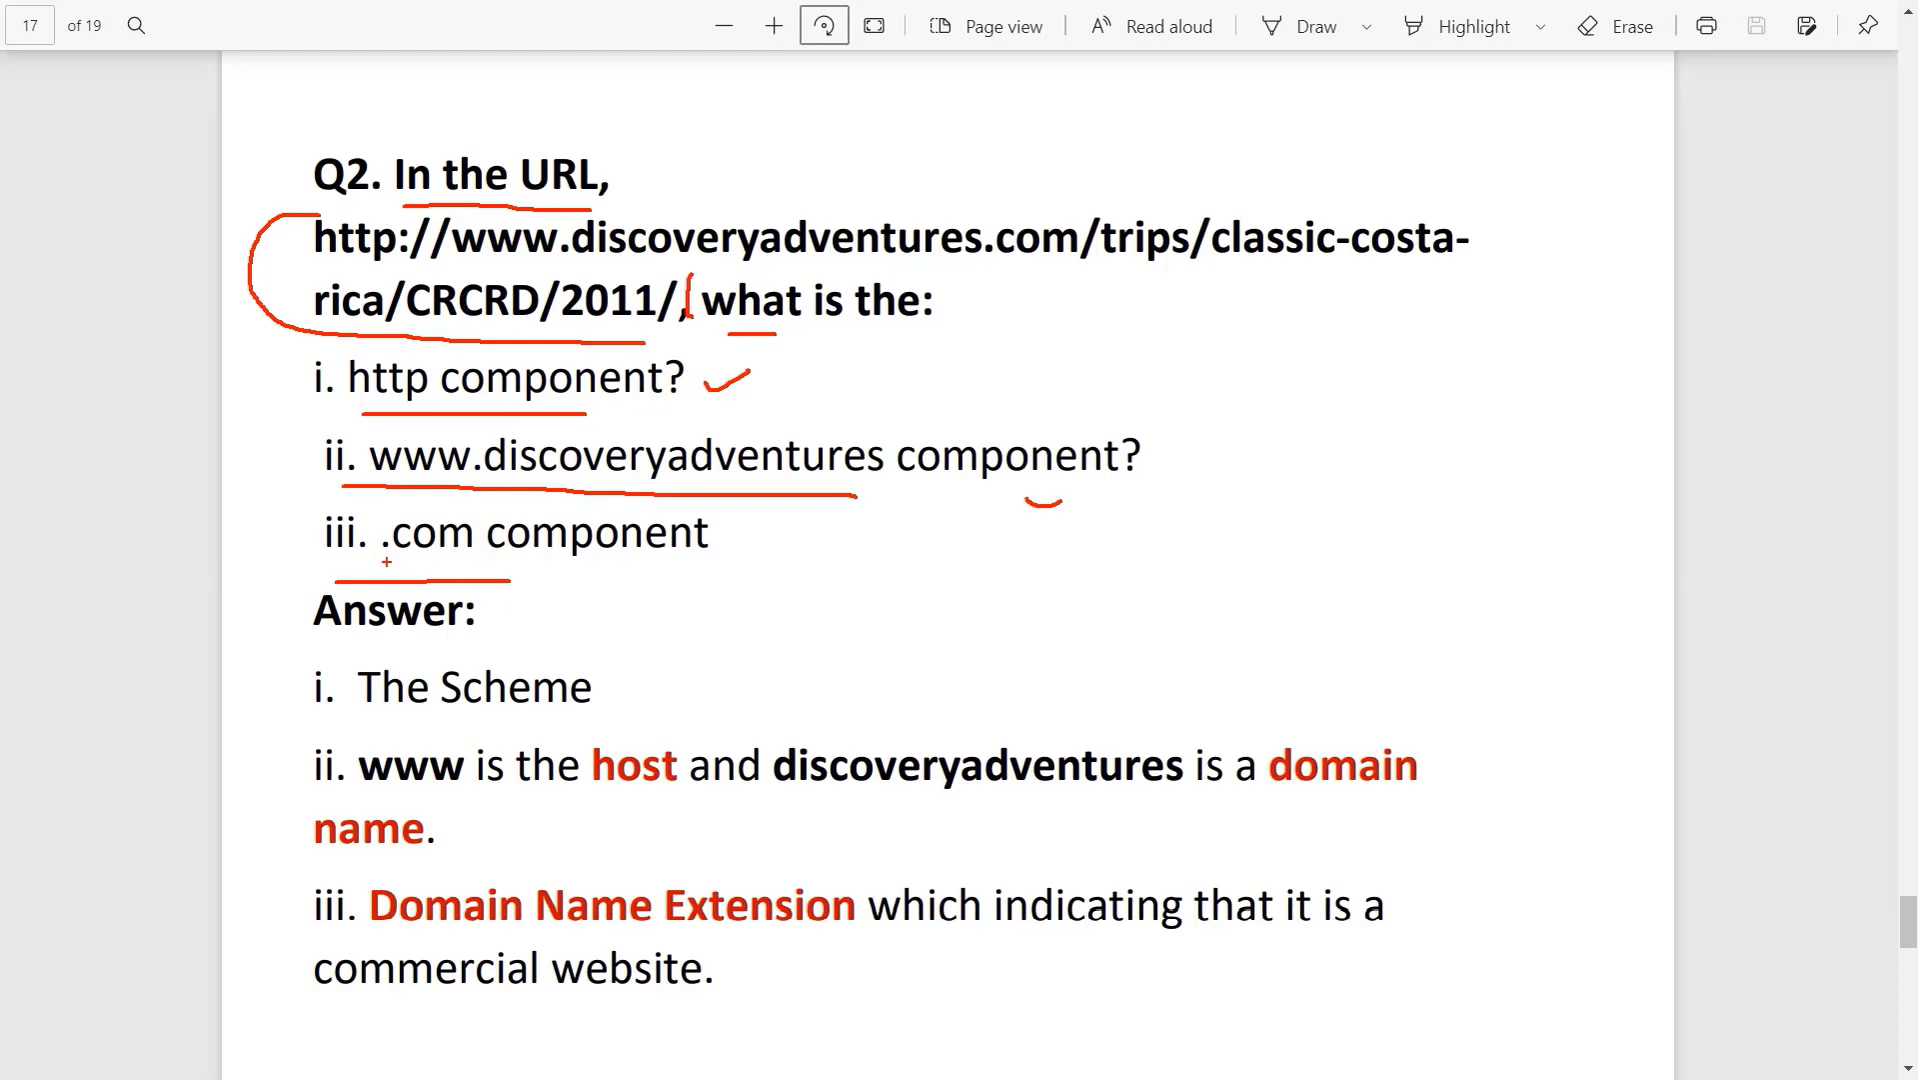 17 of 19 Page view Read aloud Draw Highlight Erase
Q2. In the URL,
http://www.discoveryadventures.com/trips/classic-costa-
rica/CRCRD/2011/, what is the:
i. http component?
ii. www.discoveryadventures component?
iii. .com component
Answer:
i. The Scheme
ii. www is the host and discoveryadventures is a domain
name.
iii. Domain Name Extension which indicating that it is a
commercial website.